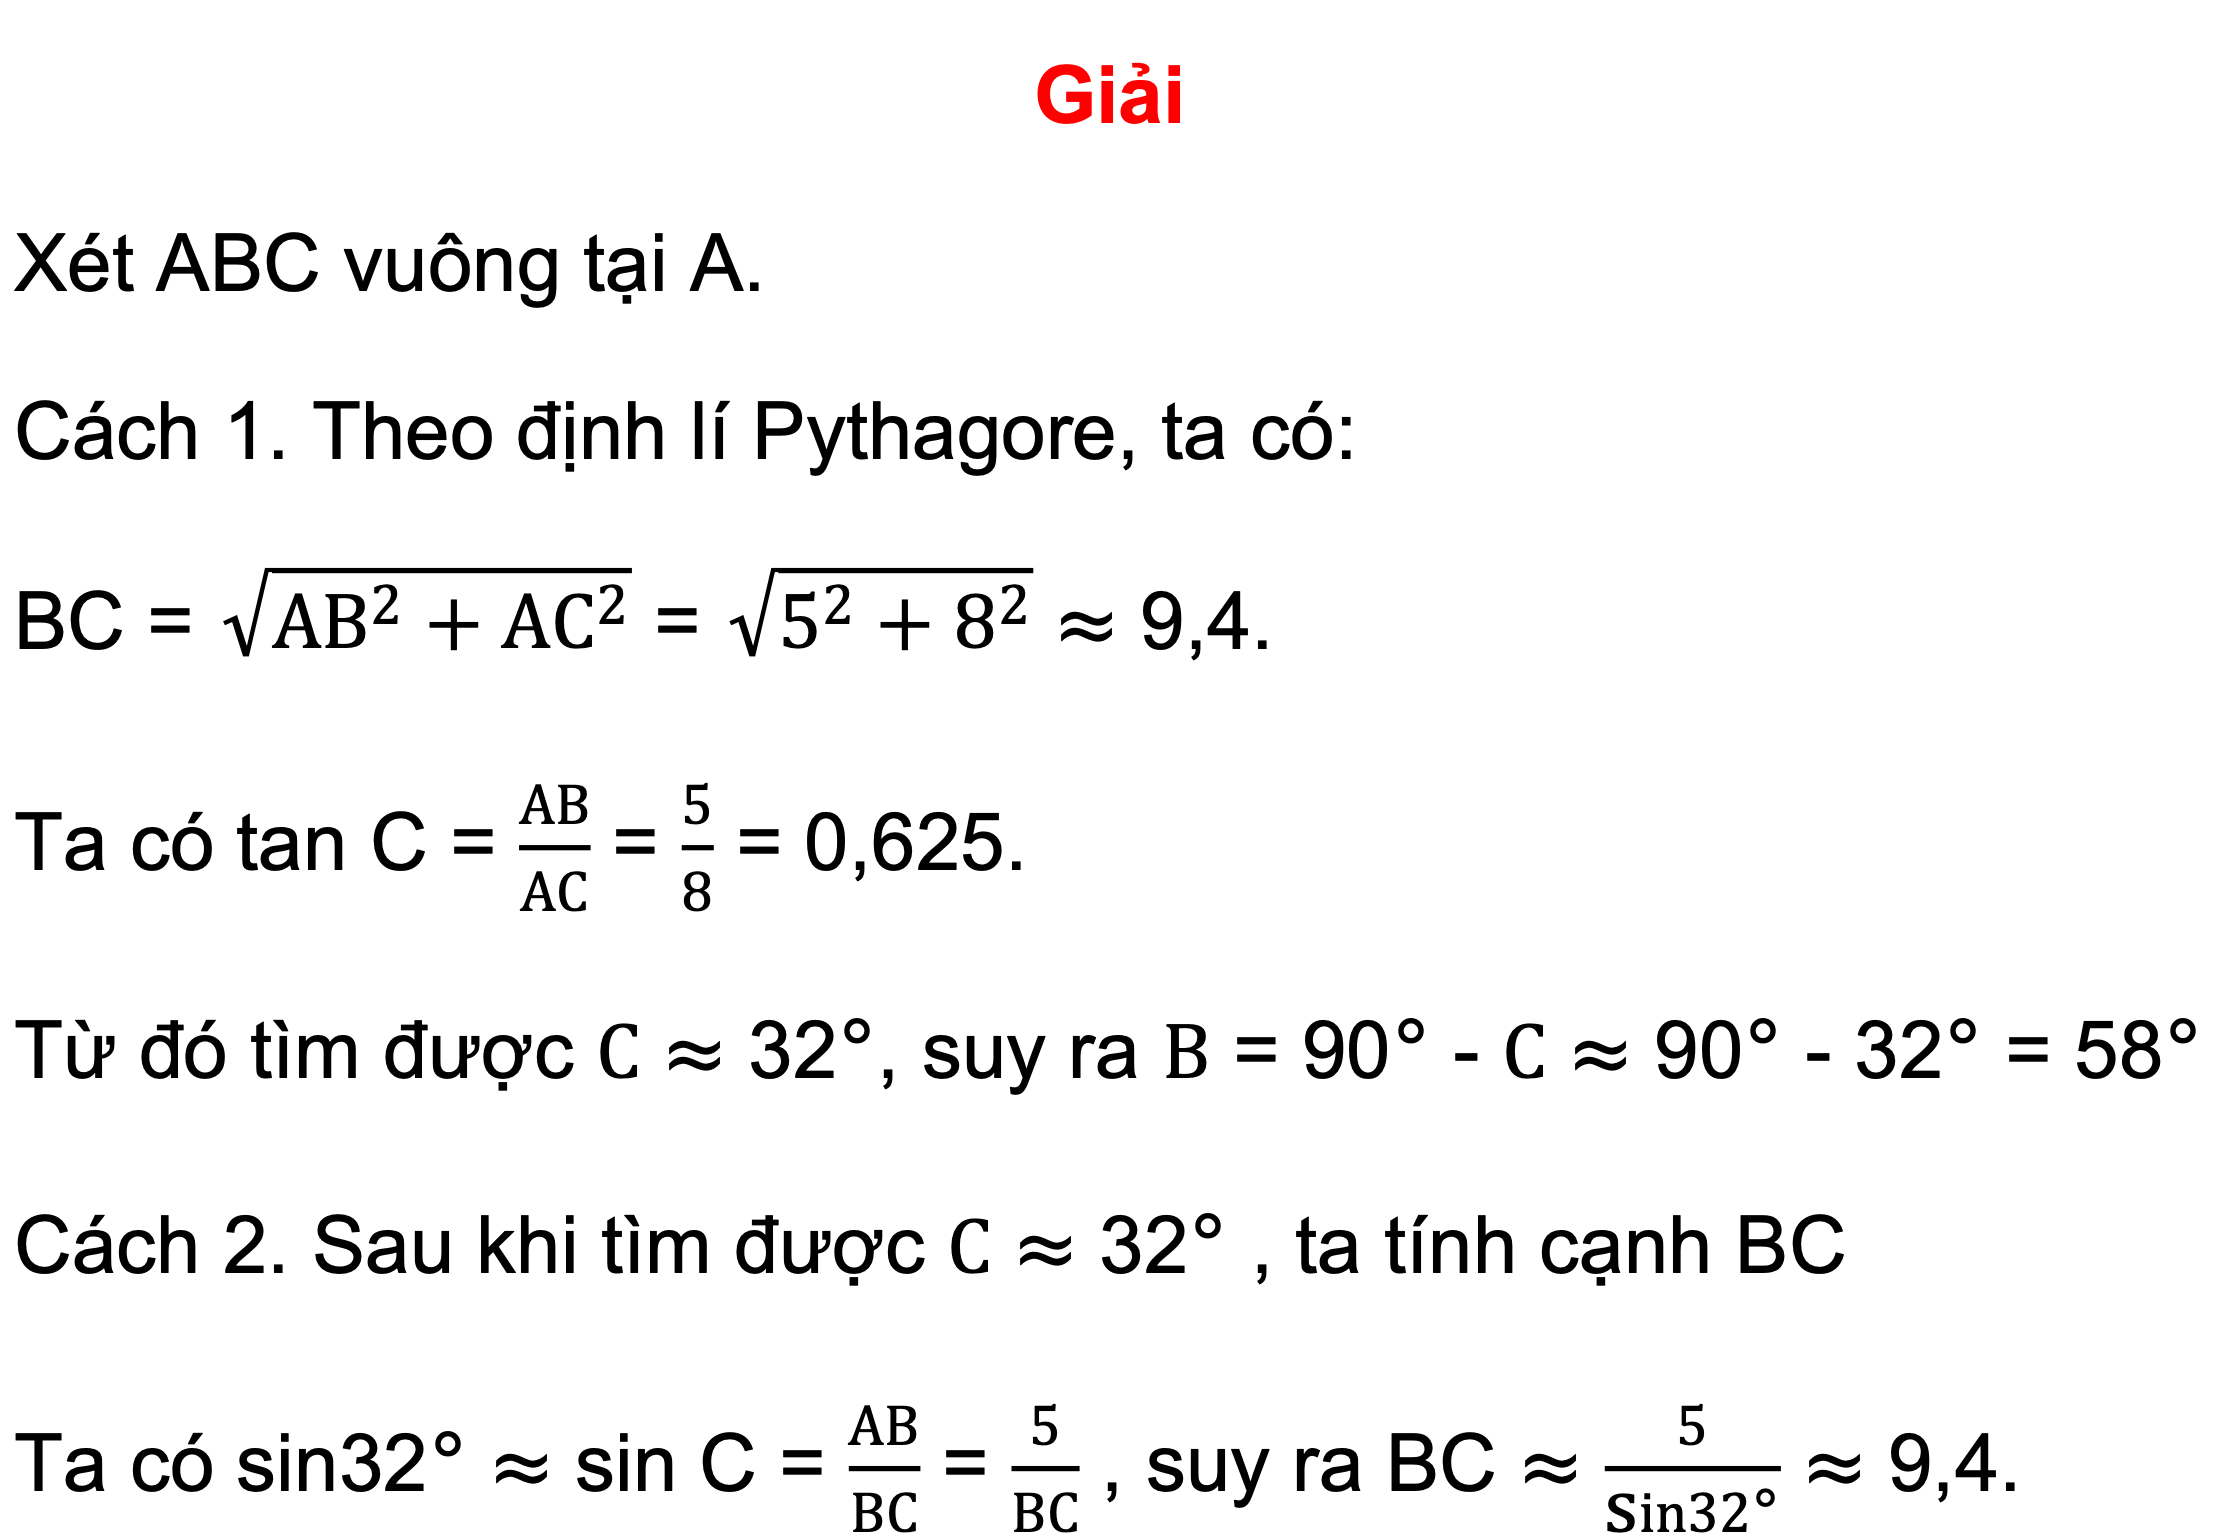 Giải
Xét ABC vuông tại A.
Cách 1. Theo định lí Pythagore, ta có:
BC = √(AB² + AC²) = √(5² + 8²) ≈ 9,4.
Ta có tan C = AB/AC = 5/8 = 0,625.
Từ đó tìm được C ≈ 32°, suy ra B = 90° - C ≈ 90° - 32° = 58°
Cách 2. Sau khi tìm được C ≈ 32° , ta tính cạnh BC
Ta có sin32° ≈ sin C = AB/BC = 5/BC , suy ra BC ≈ 5/Sin32° ≈ 9,4.